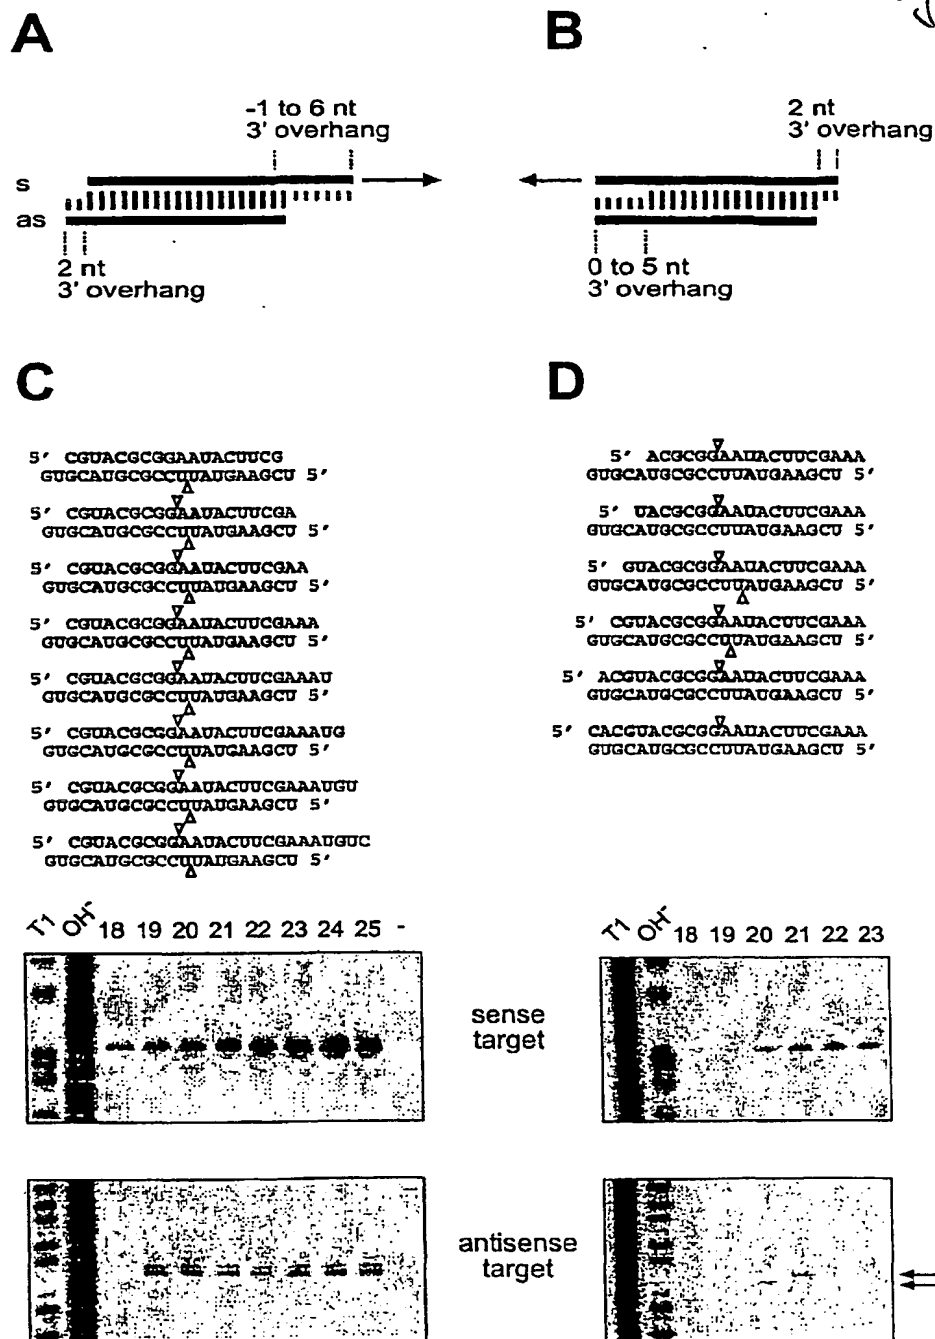 A
B
-1 to 6 nt
3' overhang
2 nt
3' overhang
s
as
2 nt
3' overhang
0 to 5 nt
3' overhang
C
D
5' CGUACGCGGAAUACUUCG
GUGCAUGCGCCUUAUGAAGCU 5'
5' CGUACGCGGAAUACUUCGA
GUGCAUGCGCCUUAUGAAGCU 5'
5' CGUACGCGGAAUACUUCGAA
GUGCAUGCGCCUUAUGAAGCU 5'
5' CGUACGCGGAAUACUUCGAAA
GUGCAUGCGCCUUAUGAAGCU 5'
5' CGUACGCGGAAUACUUCGAAAU
GUGCAUGCGCCUUAUGAAGCU 5'
5' CGUACGCGGAAUACUUCGAAAUG
GUGCAUGCGCCUUAUGAAGCU 5'
5' CGUACGCGGAAUACUUCGAAAUGU
GUGCAUGCGCCUUAUGAAGCU 5'
5' CGUACGCGGAAUACUUCGAAAUGUC
GUGCAUGCGCCUUAUGAAGCU 5'
5' ACGCGGAAUACUUCGAAA
GUGCAUGCGCCUUAUGAAGCU 5'
5' UACGCGGAAUACUUCGAAA
GUGCAUGCGCCUUAUGAAGCU 5'
5' GUACGCGGAAUACUUCGAAA
GUGCAUGCGCCUUAUGAAGCU 5'
5' CGUACGCGGAAUACUUCGAAA
GUGCAUGCGCCUUAUGAAGCU 5'
5' ACGUACGCGGAAUACUUCGAAA
GUGCAUGCGCCUUAUGAAGCU 5'
5' CACGUACGCGGAAUACUUCGAAA
GUGCAUGCGCCUUAUGAAGCU 5'
T1 OH- 18 19 20 21 22 23 24 25 -
T1 OH- 18 19 20 21 22 23
sense
target
antisense
target